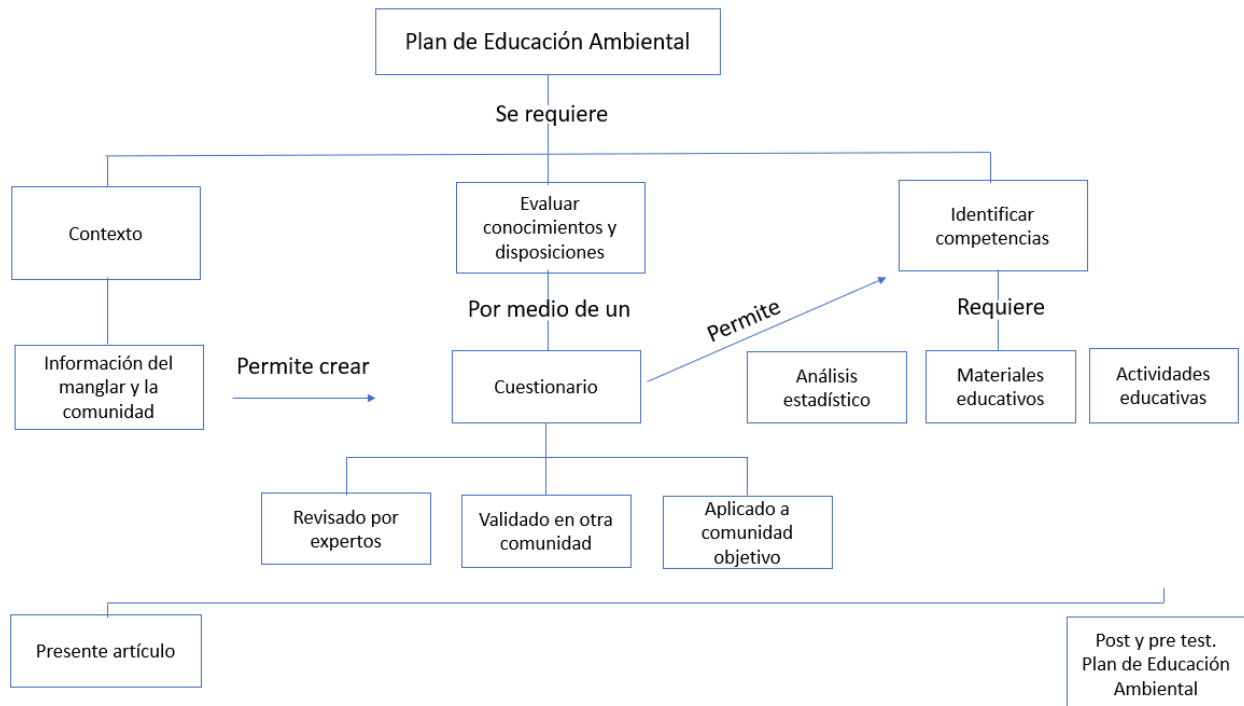 Plan de Educación Ambiental
Se requiere
Contexto
Evaluar
conocimientos y
disposiciones
Identificar
competencias
Por medio de un
Permite
Requiere
Información del
manglar y la
comunidad
Permite crear
Cuestionario
Análisis
estadístico
Materiales
educativos
Actividades
educativas
Revisado por
expertos
Validado en otra
comunidad
Aplicado a
comunidad
objetivo
Presente artículo
Post y pre test.
Plan de Educación
Ambiental